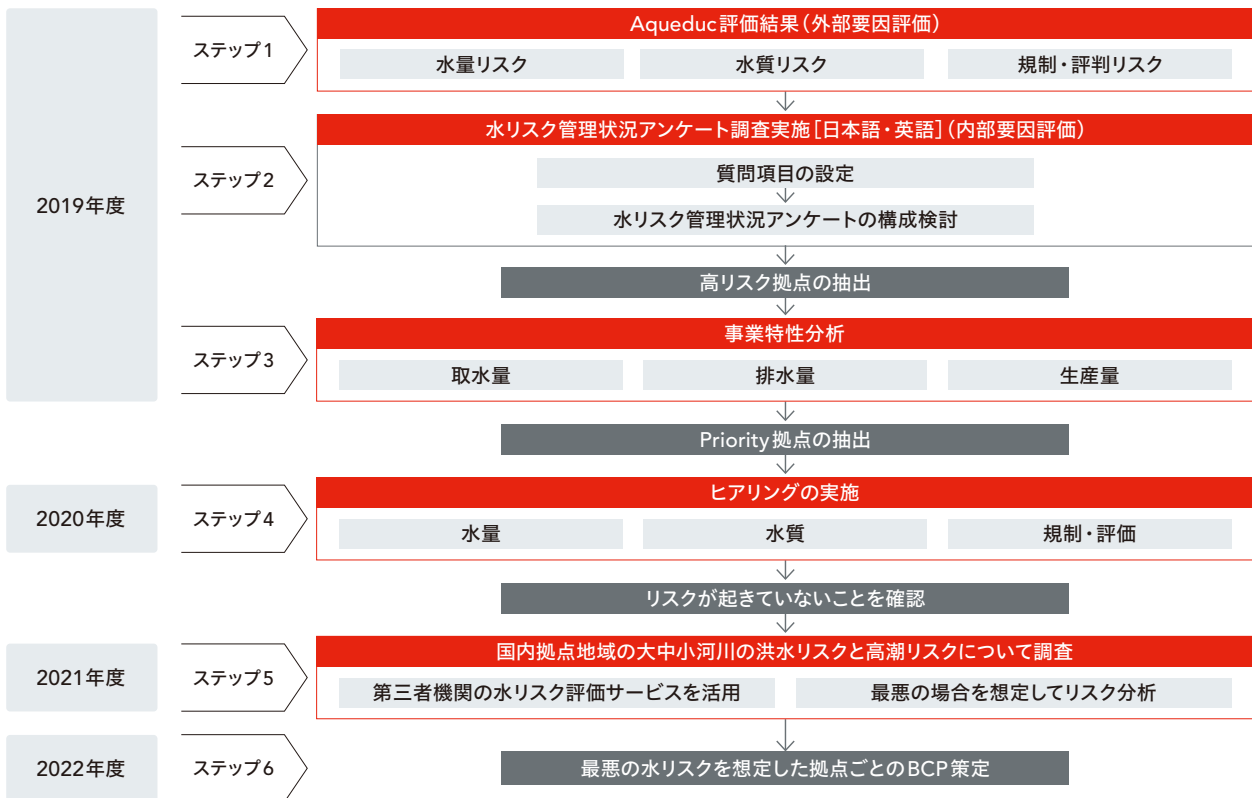 2019年度
ステップ1
Aqueduc評価結果(外部要因評価)
水量リスク
水質リスク
規制・評判リスク
ステップ2
水リスク管理状況アンケート調査実施[日本語・英語](内部要因評価)
質問項目の設定
水リスク管理状況アンケートの構成検討
高リスク拠点の抽出
ステップ3
事業特性分析
取水量
排水量
生産量
Priority拠点の抽出
2020年度
ステップ4
ヒアリングの実施
水量
水質
規制・評価
リスクが起きていないことを確認
2021年度
ステップ5
国内拠点地域の大中小河川の洪水リスクと高潮リスクについて調査
第三者機関の水リスク評価サービスを活用
最悪の場合を想定してリスク分析
2022年度
ステップ6
最悪の水リスクを想定した拠点ごとのBCP策定